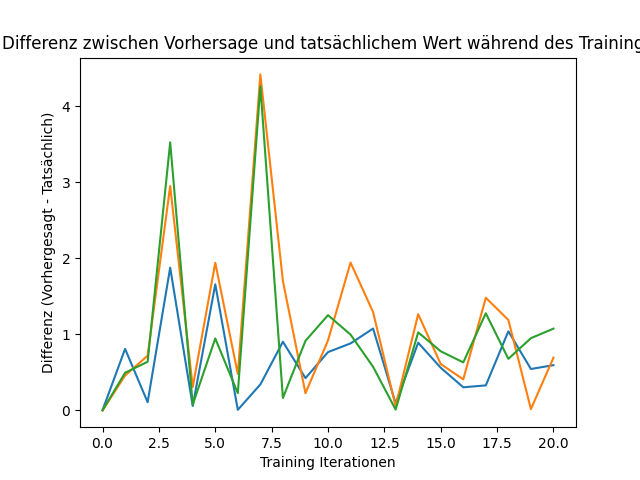 Differenz zwischen Vorhersage und tatsächlichem Wert während des Training
Differenz (Vorhergesagt - Tatsächlich)
4
3
2
1
0
0.0 2.5 5.0 7.5 10.0 12.5 15.0 17.5 20.0
Training Iterationen